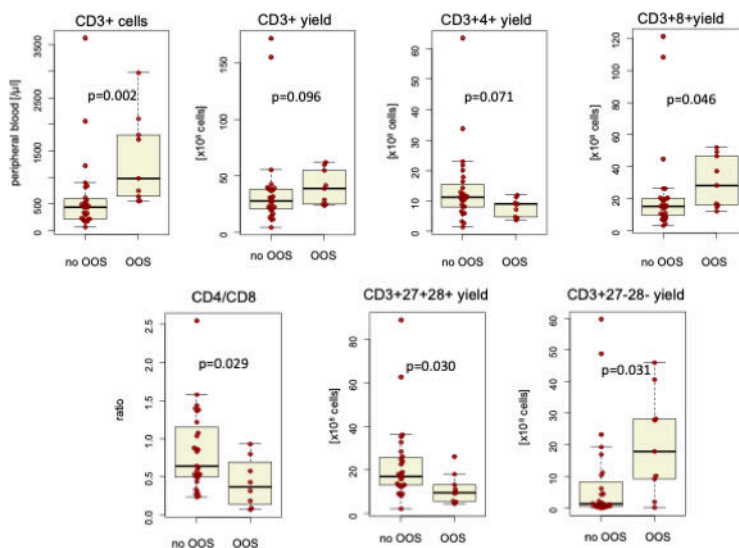 CD3+ cells
peripheral blood [/µl]
3500
2500
1500
500
0
p=0.002
no OOS
OOS
CD3+ yield
[x10⁸ cells]
150
100
50
0
p=0.096
no OOS
OOS
CD3+4+ yield
[x10⁸ cells]
60
50
40
30
20
10
0
p=0.071
no OOS
OOS
CD3+8+yield
[x10⁸ cells]
120
100
80
60
40
20
0
p=0.046
no OOS
OOS
CD4/CD8
ratio
2.5
2.0
1.5
1.0
0.5
0.0
p=0.029
no OOS
OOS
CD3+27+28+ yield
[x10⁸ cells]
80
60
40
20
0
p=0.030
no OOS
OOS
CD3+27-28- yield
[x10⁸ cells]
60
50
40
30
20
10
0
p=0.031
no OOS
OOS